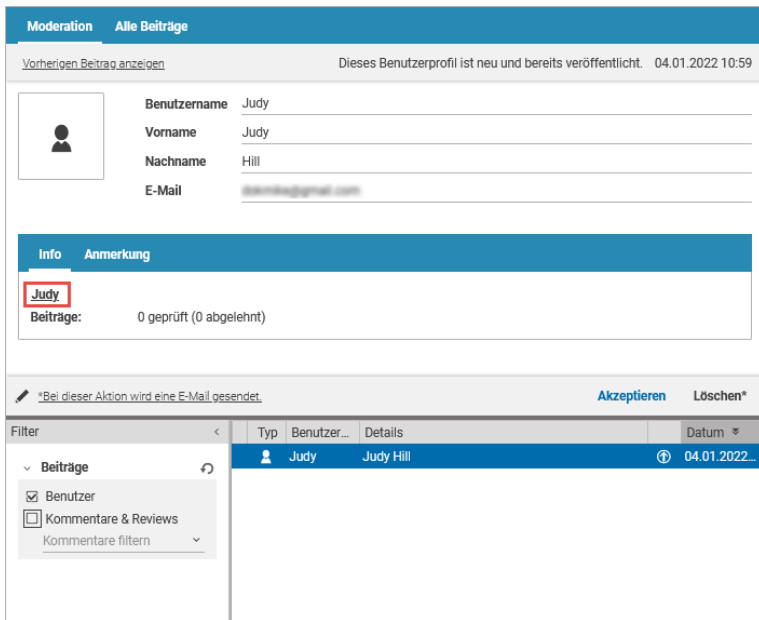 Moderation Alle Beiträge
Vorherigen Beitrag anzeigen Dieses Benutzerprofil ist neu und bereits veröffentlicht. 04.01.2022 10:59
Benutzername Judy
Vorname Judy
Nachname Hill
E-Mail
Info Anmerkung
Judy
Beiträge: 0 geprüft (0 abgelehnt)
*Bei dieser Aktion wird eine E-Mail gesendet. Akzeptieren Löschen*
Filter < Typ Benutzer... Details Datum
Beiträge Judy Judy Hill 04.01.2022...
Benutzer
Kommentare & Reviews
Kommentare filtern